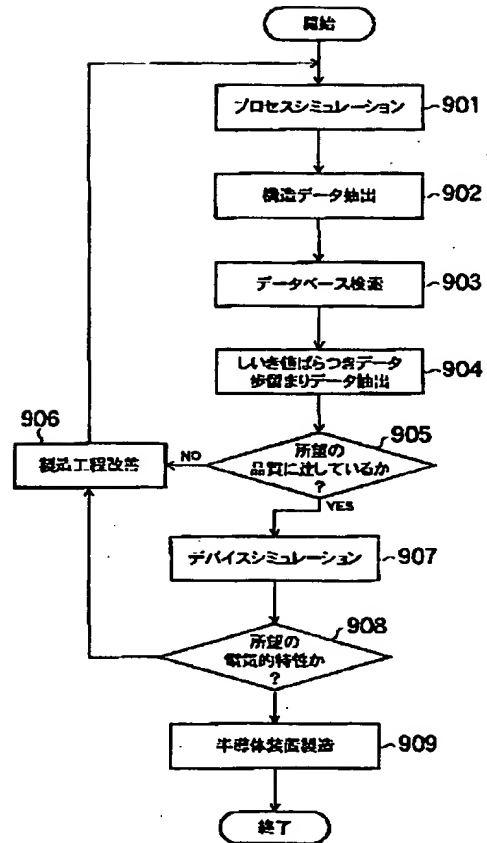 開始
プロセスシミュレーション
901
構造データ抽出
902
データベース検索
903
しいき値ばらつきデータ
歩留まりデータ抽出
904
905
所望の
品質に達しているか
?
NO
YES
906
製造工程改善
デバイスシミュレーション
907
908
所望の
電気的特性か
?
半導体装置製造
909
終了